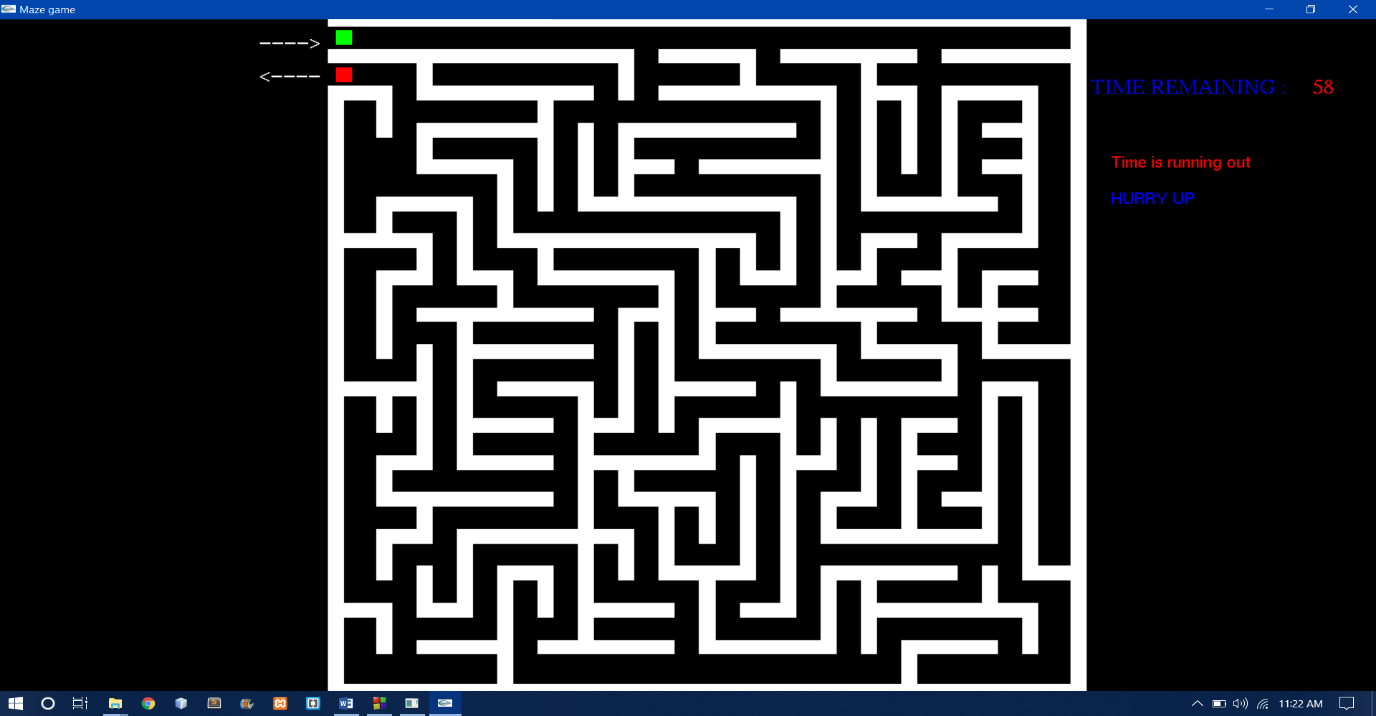 Maze game
---->
<----
TIME REMAINING : 58
Time is running out
HURRY UP
11:22 AM